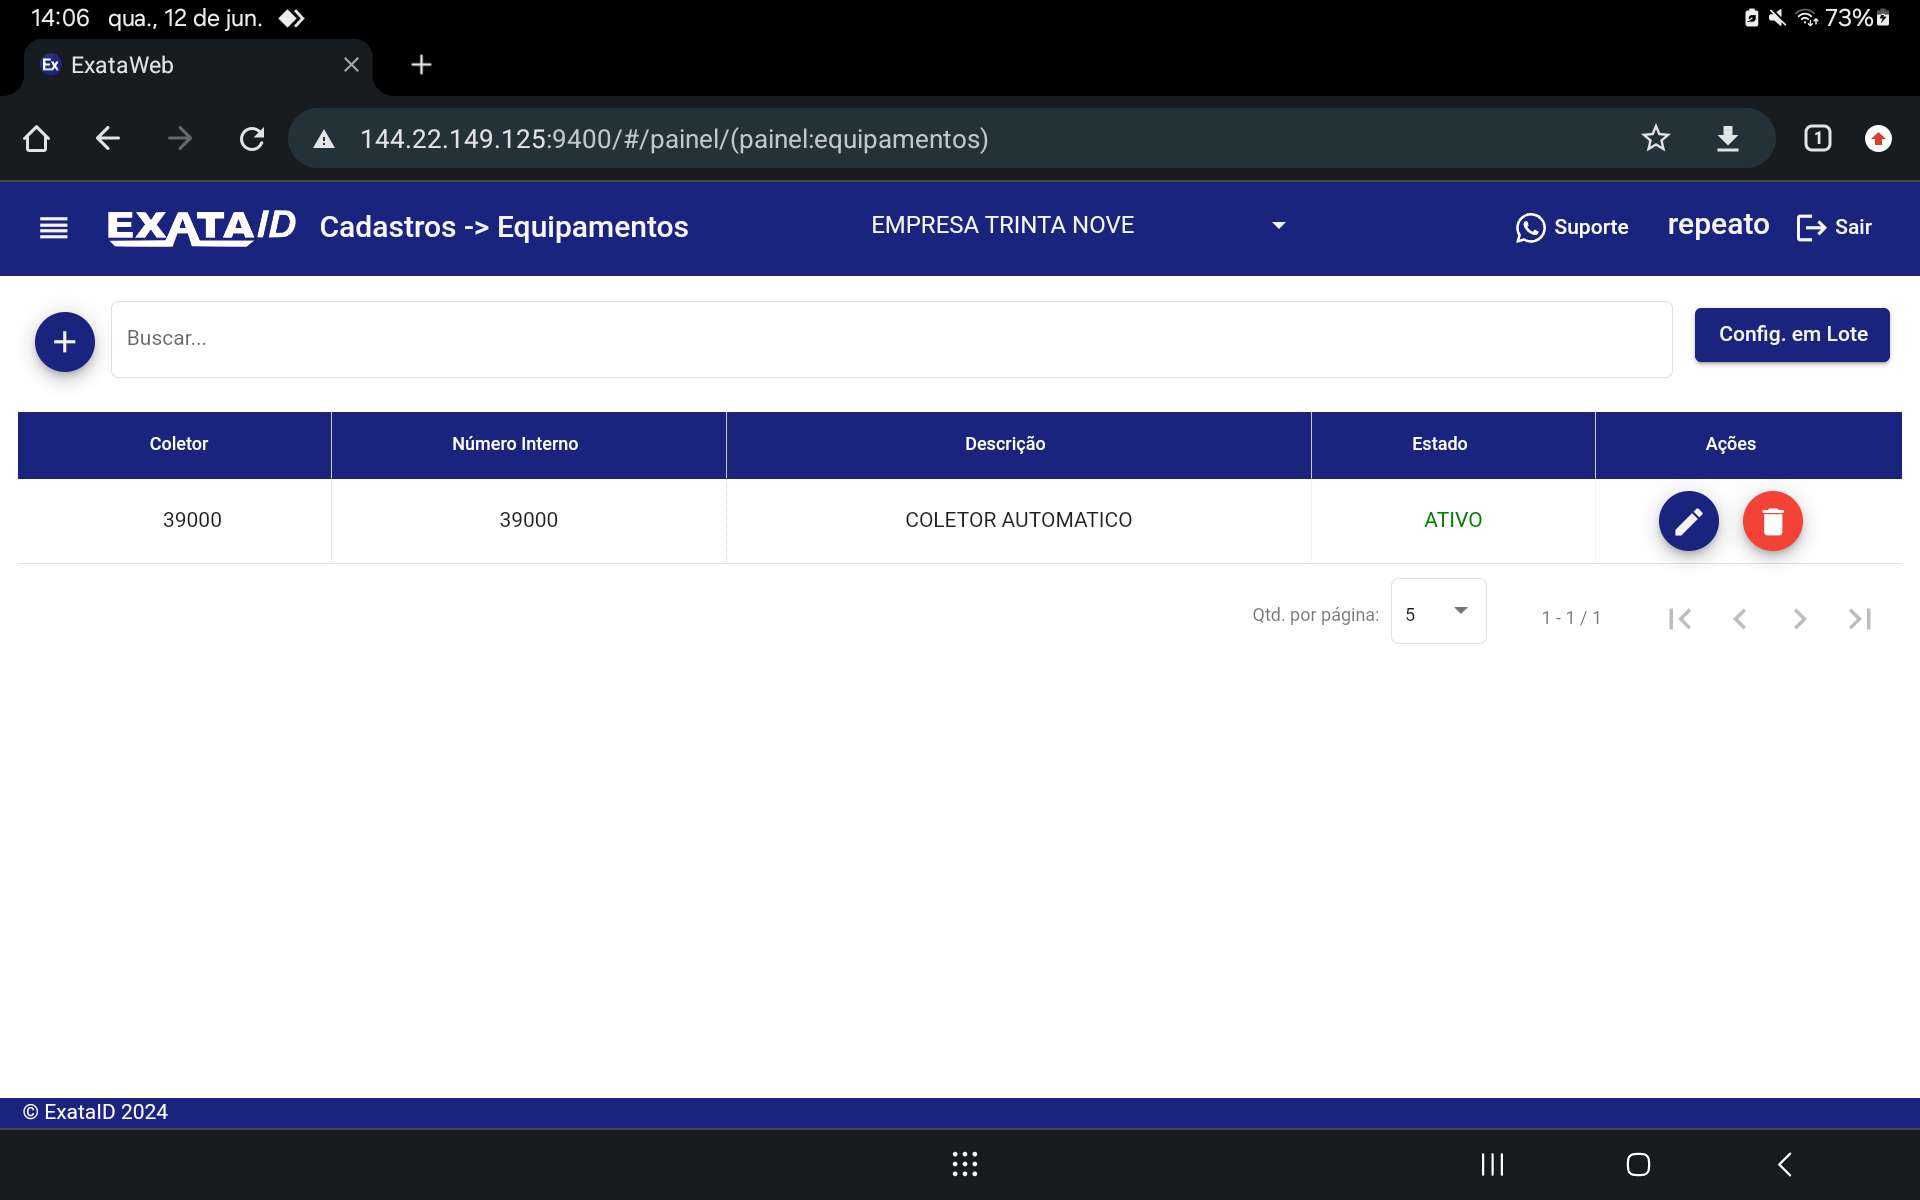 14:06 qua., 12 de jun. 73%
Ex ExataWeb
144.22.149.125:9400/#/painel/(painel:equipamentos) 1
EXATAID Cadastros -> Equipamentos EMPRESA TRINTA NOVE Suporte repeato Sair
Buscar... Config. em Lote
Coletor Número Interno Descrição Estado Ações
39000 39000 COLETOR AUTOMATICO ATIVO
Qtd. por página: 5 1 - 1 / 1
© ExataID 2024